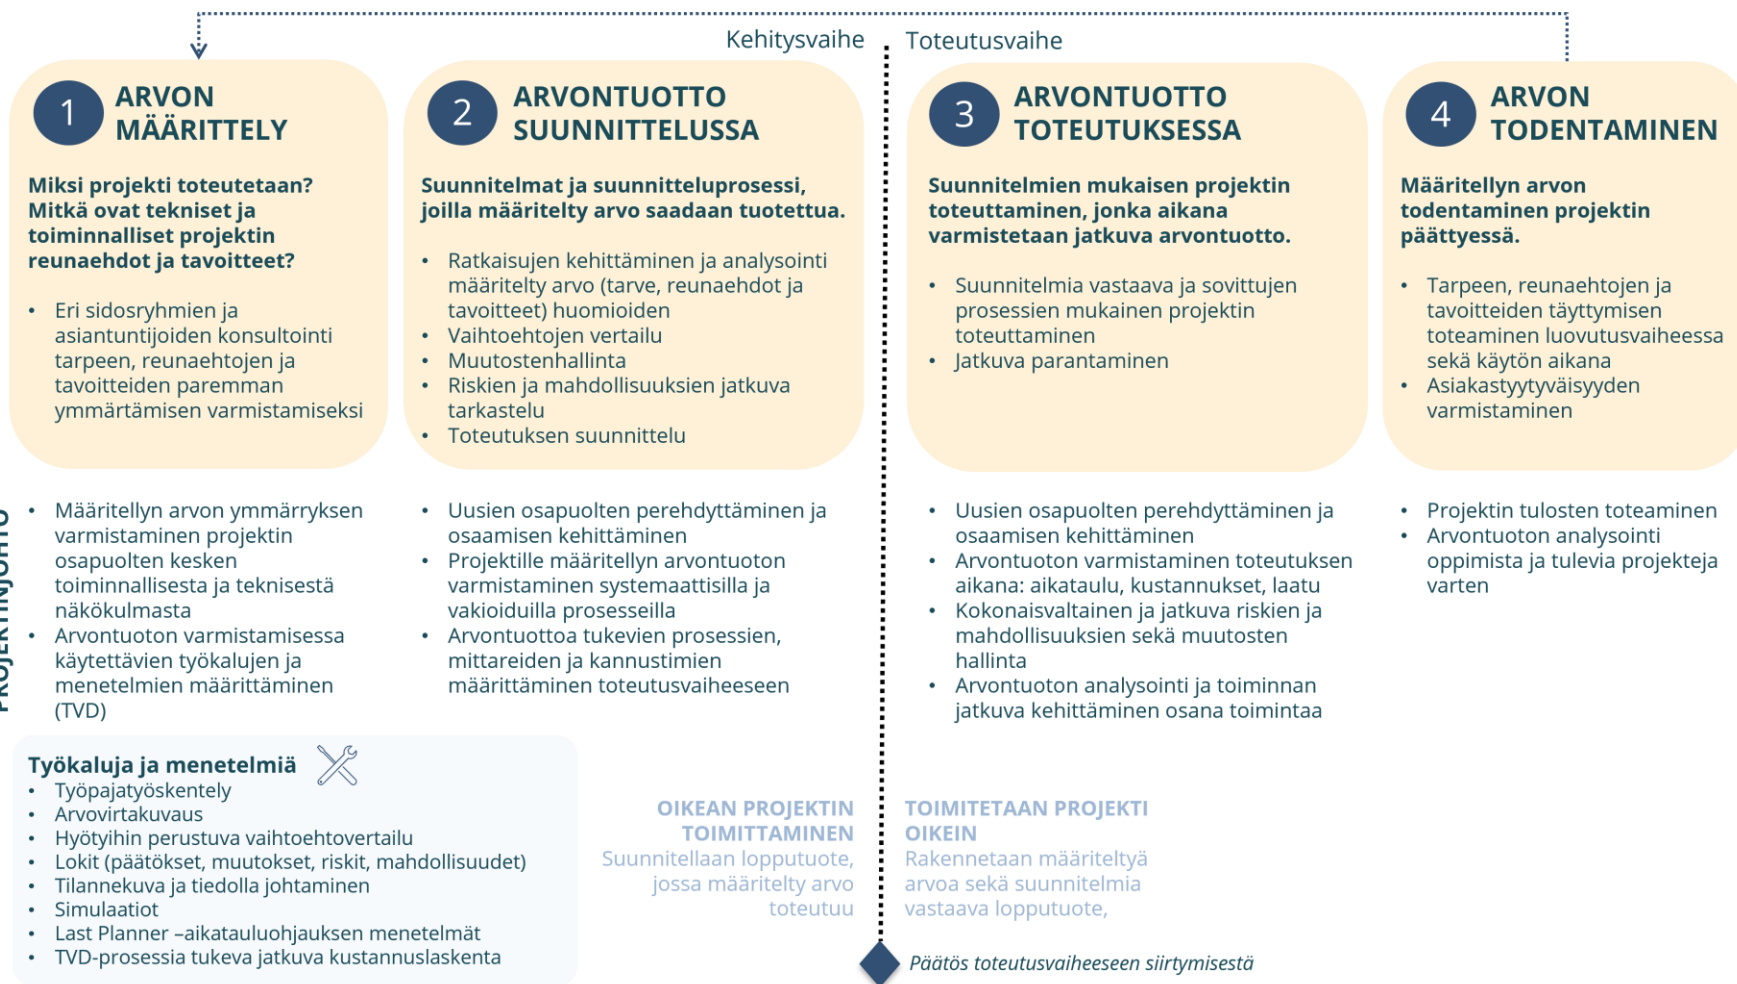 Kehitysvaihe
Toteutusvaihe
1
ARVON
MÄÄRITTELY
Miksi projekti toteutetaan?
Mitkä ovat tekniset ja
toiminnalliset projektin
reunaehdot ja tavoitteet?
• Eri sidosryhmien ja
asiantuntijoiden konsultointi
tarpeen, reunaehtojen ja
tavoitteiden paremman
ymmärtämisen varmistamiseksi
2
ARVONTUOTTO
SUUNNITTELUSSA
Suunnitelmat ja suunnitteluprosessi,
joilla määritelty arvo saadaan tuotettua.
• Ratkaisujen kehittäminen ja analysointi
määritelty arvo (tarve, reunaehdot ja
tavoitteet) huomioiden
• Vaihtoehtojen vertailu
• Muutostenhallinta
• Riskien ja mahdollisuuksien jatkuva
tarkastelu
• Toteutuksen suunnittelu
3
ARVONTUOTTO
TOTEUTUKSESSA
Suunnitelmien mukaisen projektin
toteuttaminen, jonka aikana
varmistetaan jatkuva arvontuotto.
• Suunnitelmia vastaava ja sovittujen
prosessien mukainen projektin
toteuttaminen
• Jatkuva parantaminen
4
ARVON
TODENTAMINEN
Määritellyn arvon
todentaminen projektin
päättyessä.
• Tarpeen, reunaehtojen ja
tavoitteiden täyttymisen
toteaminen luovutusvaiheessa
sekä käytön aikana
• Asiakastyytyväisyyden
varmistaminen
PROJEKTINJOHTO
• Määritellyn arvon ymmärryksen
varmistaminen projektin
osapuolten kesken
toiminnallisesta ja teknisestä
näkökulmasta
• Arvontuoton varmistamisessa
käytettävien työkalujen ja
menetelmien määrittäminen
(TVD)
• Uusien osapuolten perehdyttäminen ja
osaamisen kehittäminen
• Projektille määritellyn arvontuoton
varmistaminen systemaattisilla ja
vakioiduilla prosesseilla
• Arvontuottoa tukevien prosessien,
mittareiden ja kannustimien
määrittäminen toteutusvaiheeseen
• Uusien osapuolten perehdyttäminen ja
osaamisen kehittäminen
• Arvontuoton varmistaminen toteutuksen
aikana: aikataulu, kustannukset, laatu
• Kokonaisvaltainen ja jatkuva riskien ja
mahdollisuuksien sekä muutosten
hallinta
• Arvontuoton analysointi ja toiminnan
jatkuva kehittäminen osana toimintaa
• Projektin tulosten toteaminen
• Arvontuoton analysointi
oppimista ja tulevia projekteja
varten
Työkaluja ja menetelmiä
• Työpajatyöskentely
• Arvovirtakuvaus
• Hyötyihin perustuva vaihtoehtovertailu
• Lokit (päätökset, muutokset, riskit, mahdollisuudet)
• Tilannekuva ja tiedolla johtaminen
• Simulaatiot
• Last Planner –aikatauluohjauksen menetelmät
• TVD-prosessia tukeva jatkuva kustannuslaskenta
OIKEAN PROJEKTIN
TOIMITTAMINEN
Suunnitellaan lopputuote,
jossa määritelty arvo
toteutuu
TOIMITETAAN PROJEKTI
OIKEIN
Rakennetaan määriteltyä
arvoa sekä suunnitelmia
vastaava lopputuote,
Päätös toteutusvaiheeseen siirtymisestä